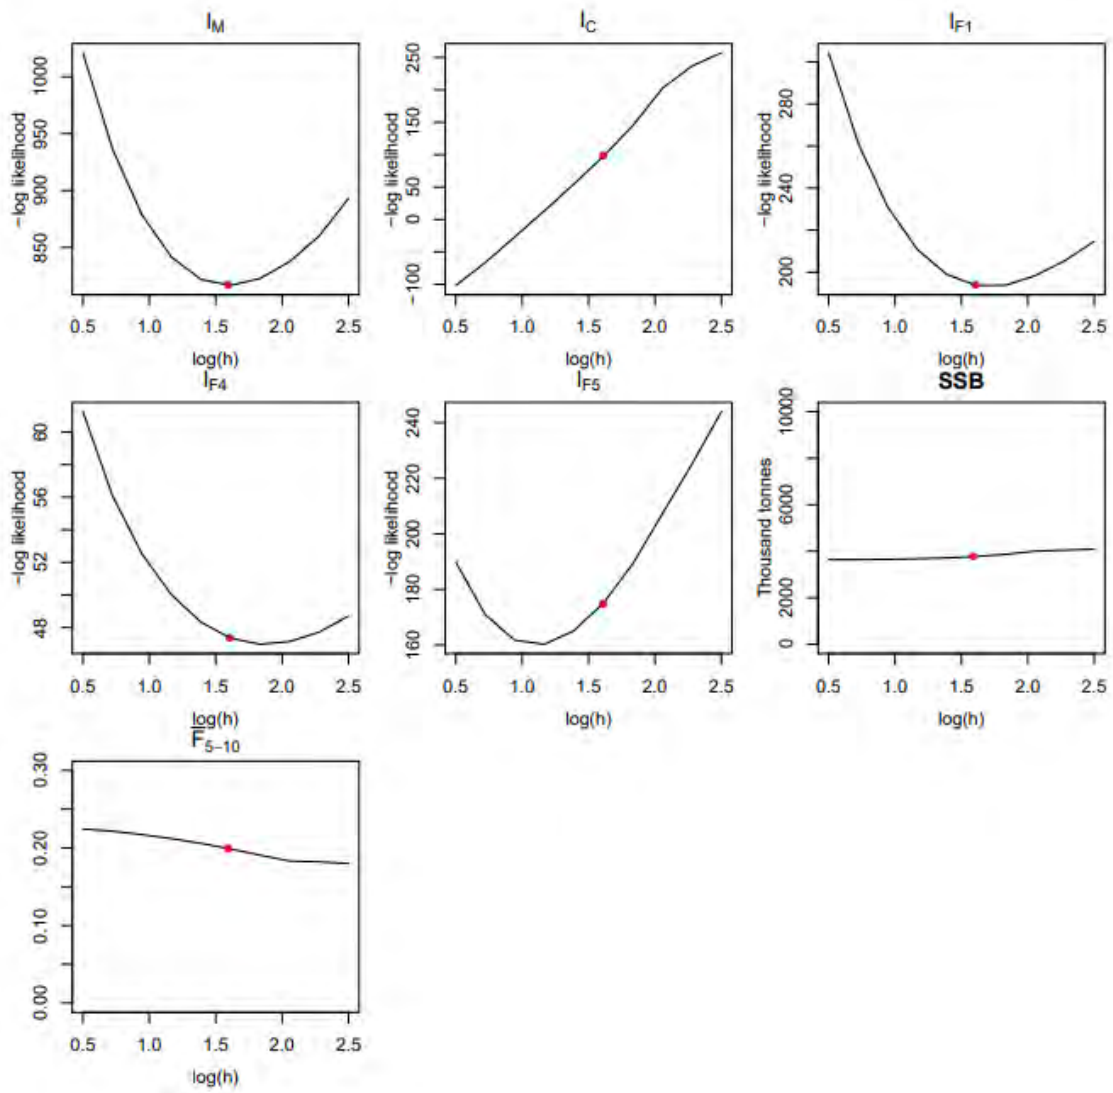 l_M
−log likelihood
1000
950
900
850
0.5 1.0 1.5 2.0 2.5
log(h)
l_C
−log likelihood
250
150
50
0
−100
0.5 1.0 1.5 2.0 2.5
log(h)
l_F1
−log likelihood
280
240
200
0.5 1.0 1.5 2.0 2.5
log(h)
l_F4
−log likelihood
60
56
52
48
0.5 1.0 1.5 2.0 2.5
log(h)
l_F5
−log likelihood
240
220
200
180
160
0.5 1.0 1.5 2.0 2.5
log(h)
SSB
Thousand tonnes
10000
6000
2000
0
0.5 1.0 1.5 2.0 2.5
log(h)
F̅_5−10
0.30
0.20
0.10
0.00
0.5 1.0 1.5 2.0 2.5
log(h)